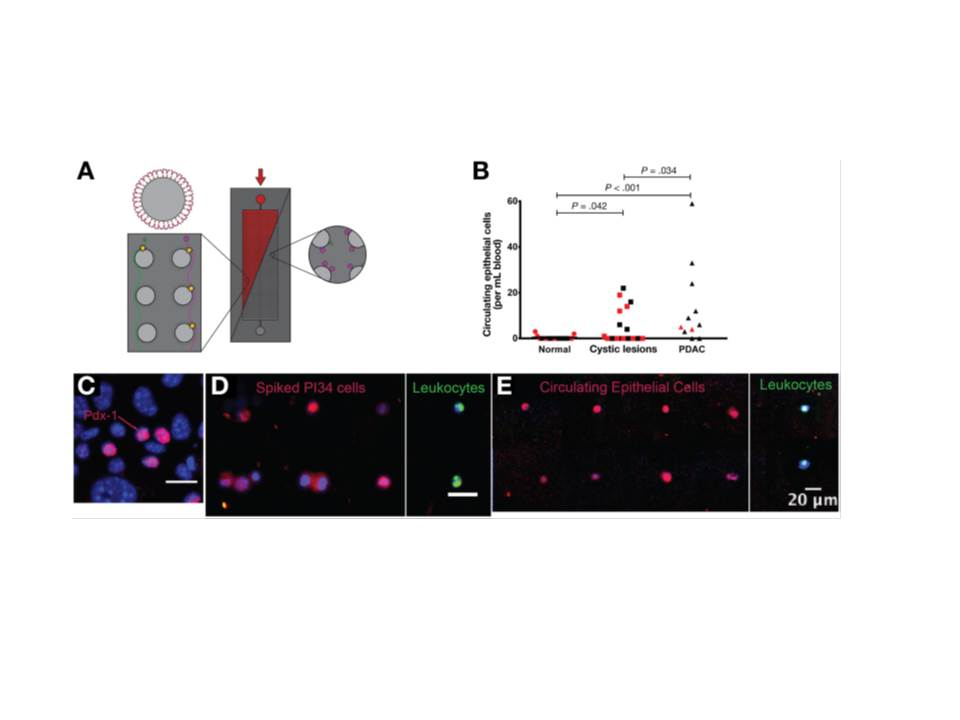 A
B
P = .034
P < .001
P = .042
Circulating epithelial cells
(per mL blood)
60
40
20
0
Normal
Cystic lesions
PDAC
C
Pdx-1
D
Spiked PI34 cells
Leukocytes
E
Circulating Epithelial Cells
Leukocytes
20 µm